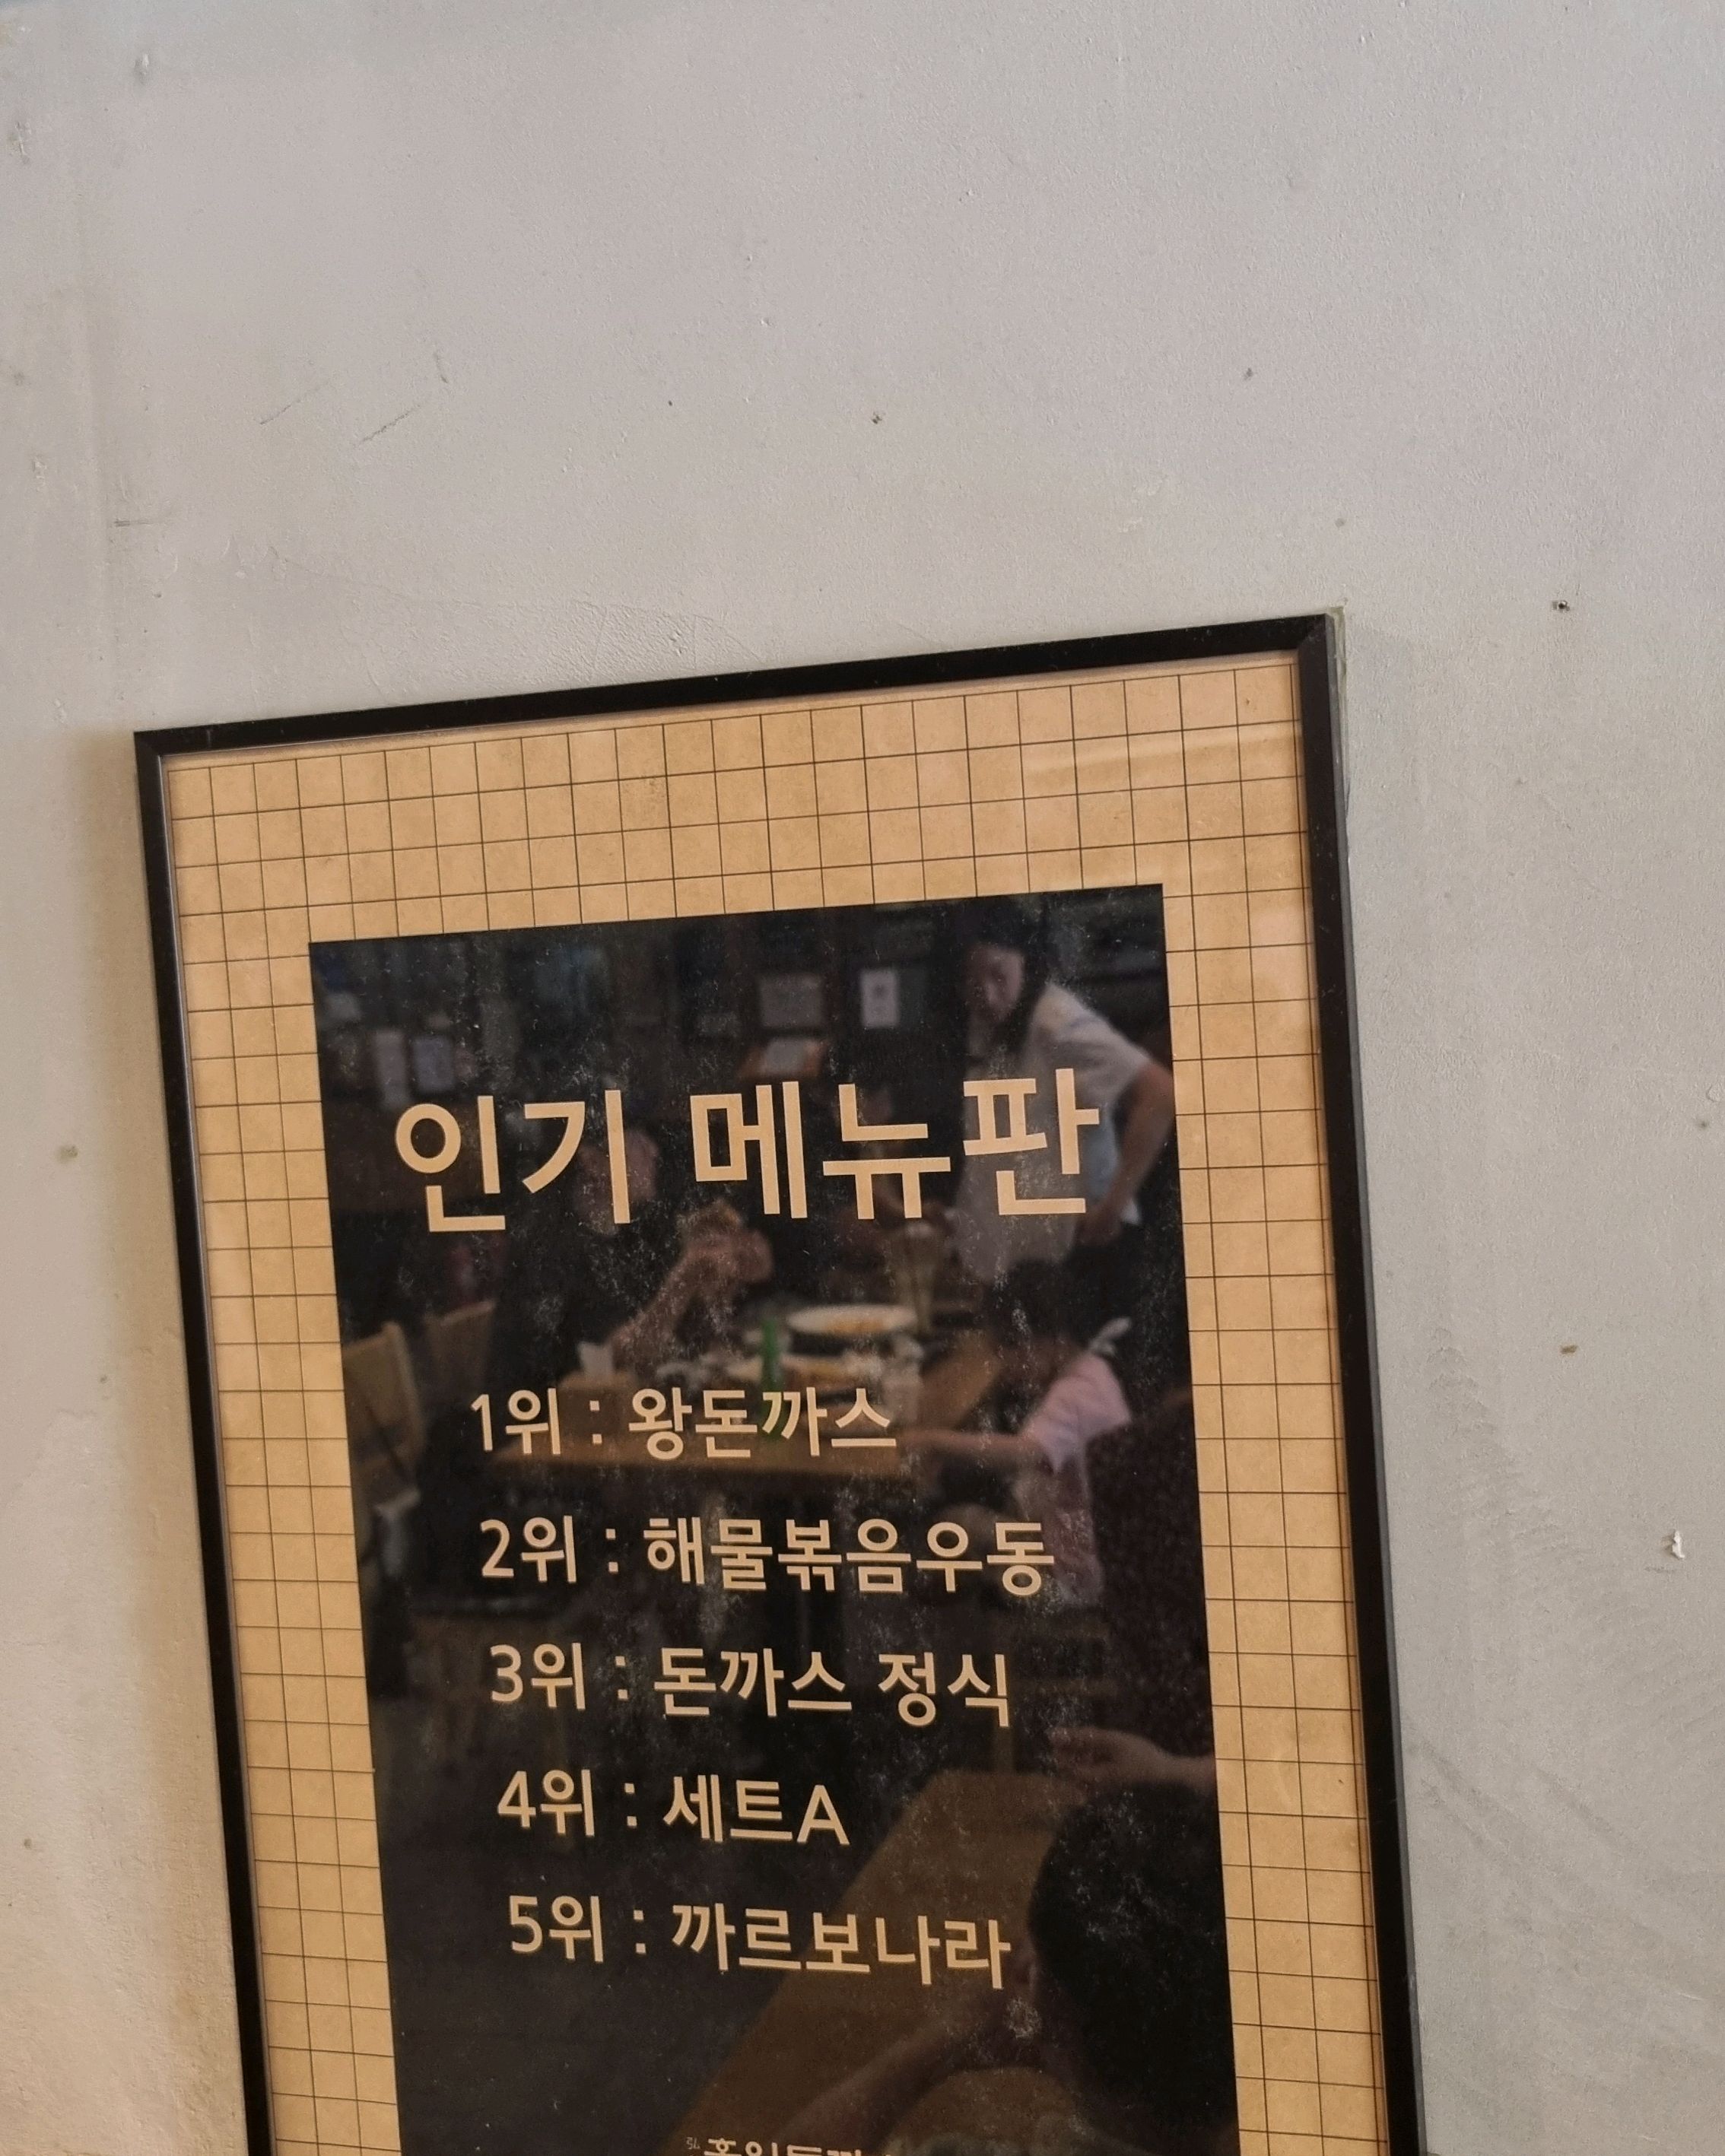 인기 메뉴판
1위 : 왕돈까스
2위 : 해물볶음우동
3위 : 돈까스 정식
4위 : 세트A
5위 : 까르보나라